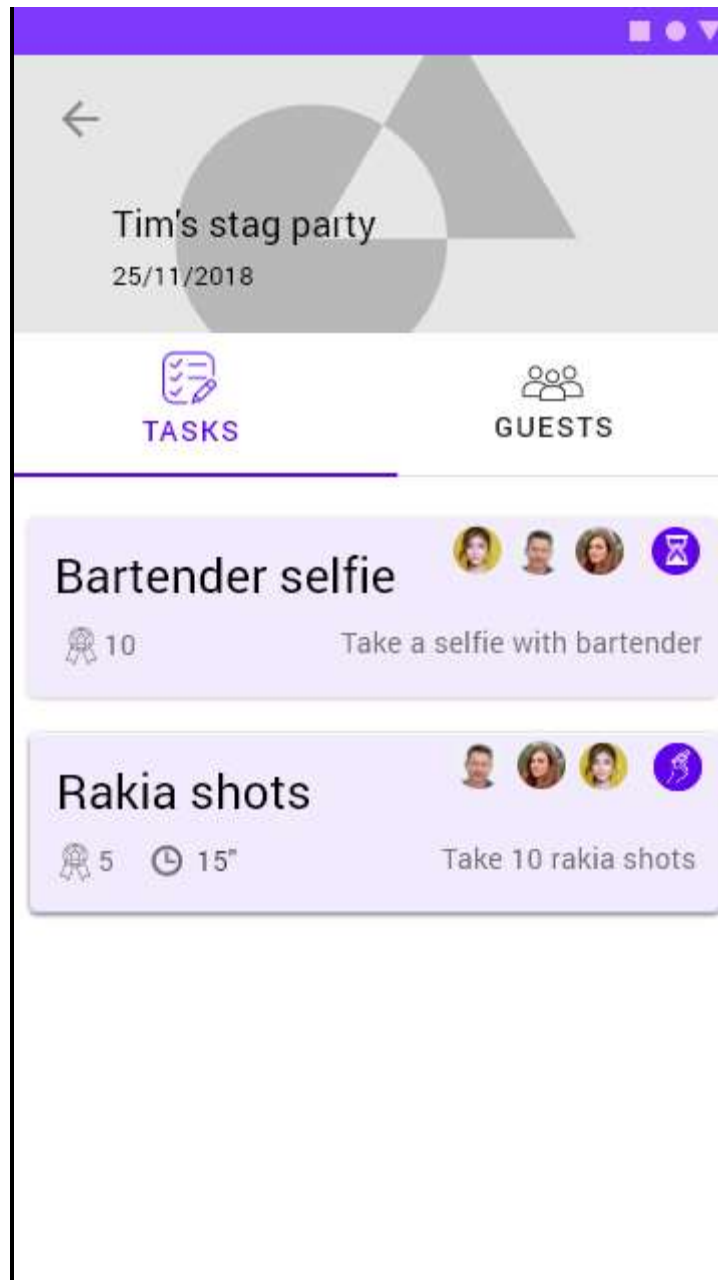 Tim's stag party
25/11/2018
TASKS
GUESTS
Bartender selfie
10
Take a selfie with bartender
Rakia shots
5
15"
Take 10 rakia shots